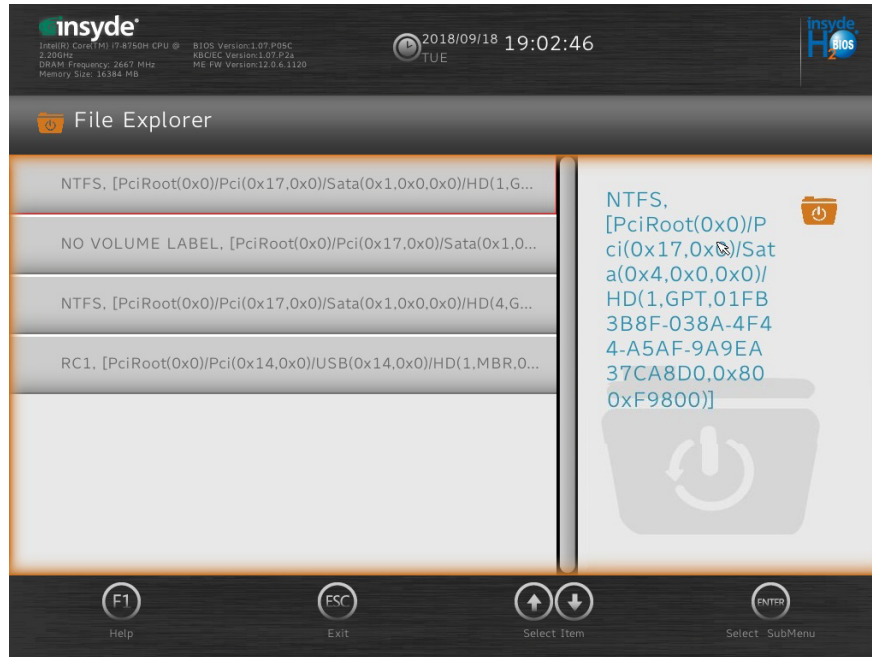 insyde
Intel(R) Core(TM) i7-8750H CPU @
2.20GHz
DRAM Frequency: 2667 MHz
Memory Size: 16384 MB
BIOS Version:1.07.P05C
KBC/EC Version:1.07.P2a
ME FW Version:12.0.6.1120
2018/09/18 19:02:46
TUE
insyde
H2BIOS
File Explorer
NTFS, [PciRoot(0x0)/Pci(0x17,0x0)/Sata(0x1,0x0,0x0)/HD(1,G...
NO VOLUME LABEL, [PciRoot(0x0)/Pci(0x17,0x0)/Sata(0x1,0...
NTFS, [PciRoot(0x0)/Pci(0x17,0x0)/Sata(0x1,0x0,0x0)/HD(4,G...
RC1, [PciRoot(0x0)/Pci(0x14,0x0)/USB(0x14,0x0)/HD(1,MBR,0...
NTFS,
[PciRoot(0x0)/P
ci(0x17,0x0)/Sat
a(0x4,0x0,0x0)/
HD(1,GPT,01FB
3B8F-038A-4F4
4-A5AF-9A9EA
37CA8D0,0x80
0xF9800)]
F1
Help
ESC
Exit
Select Item
ENTER
Select SubMenu